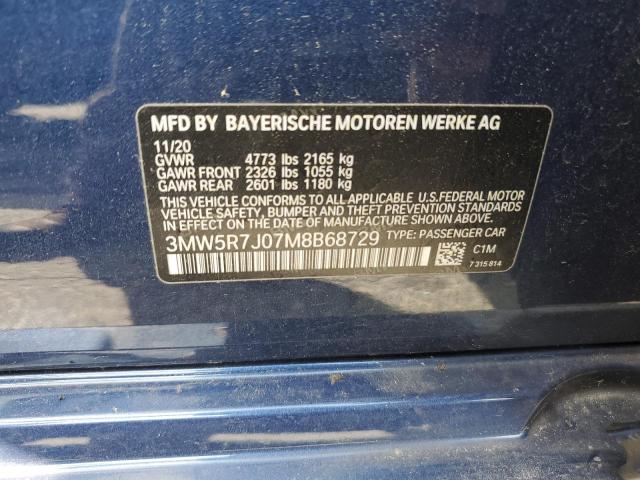 MFD BY BAYERISCHE MOTOREN WERKE AG
11/20
GVWR 4773 lbs 2165 kg
GAWR FRONT 2326 lbs 1055 kg
GAWR REAR 2601 lbs 1180 kg
THIS VEHICLE CONFORMS TO ALL APPLICABLE U.S.FEDERAL MOTOR
VEHICLE SAFETY, BUMPER AND THEFT PREVENTION STANDARDS
IN EFFECT ON THE DATE OF MANUFACTURE SHOWN ABOVE.
3MW5R7J07M8B68729 TYPE: PASSENGER CAR
C1M
7315814